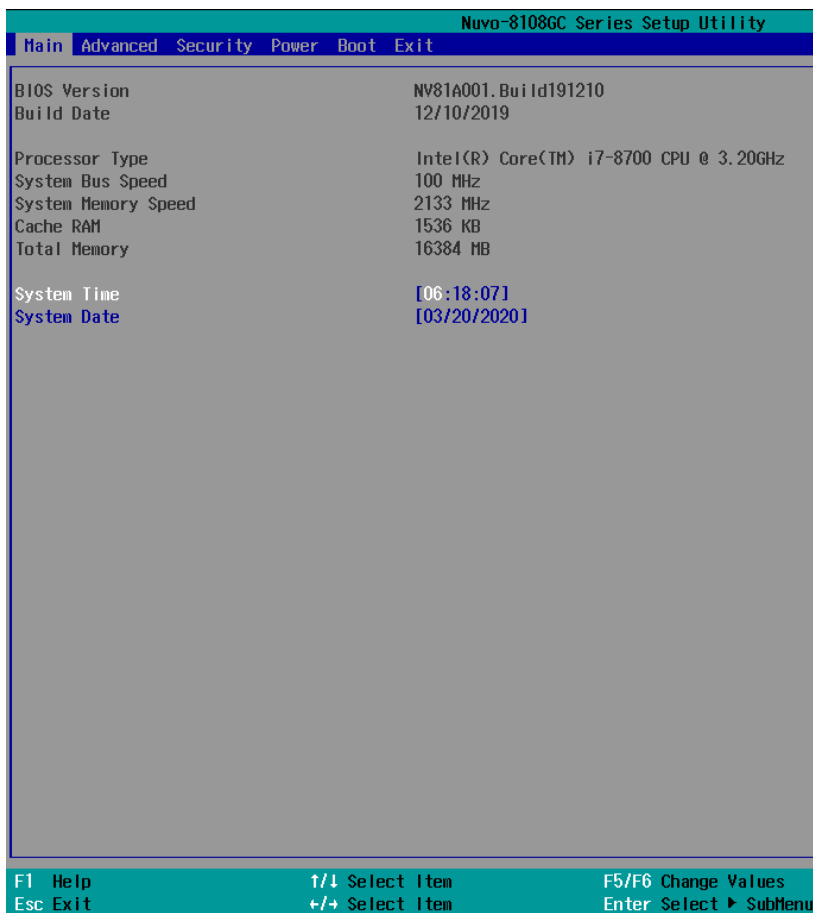 Nuvo-8108GC Series Setup Utility
Main Advanced Security Power Boot Exit
BIOS Version NV81A001.Build191210
Build Date 12/10/2019
Processor Type Intel(R) Core(TM) i7-8700 CPU @ 3.20GHz
System Bus Speed 100 MHz
System Memory Speed 2133 MHz
Cache RAM 1536 KB
Total Memory 16384 MB
System Time [06:18:07]
System Date [03/20/2020]
F1 Help ↑/↓ Select Item F5/F6 Change Values
Esc Exit ←/→ Select Item Enter Select ▶ SubMenu